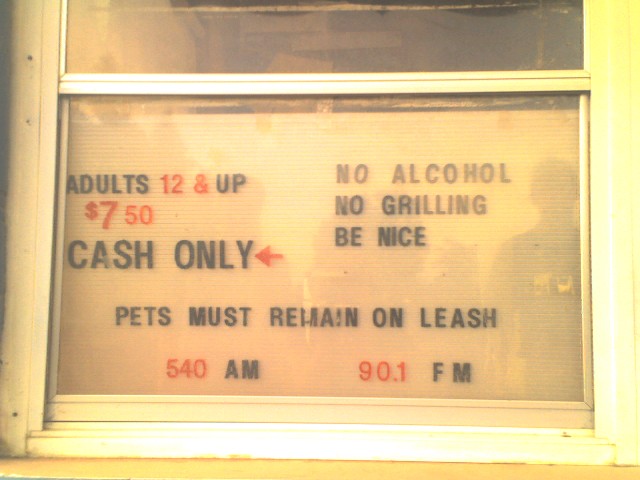 ADULTS 12 & UP
$7 50
CASH ONLY
NO ALCOHOL
NO GRILLING
BE NICE
PETS MUST REMAIN ON LEASH
540 AM
90.1 FM